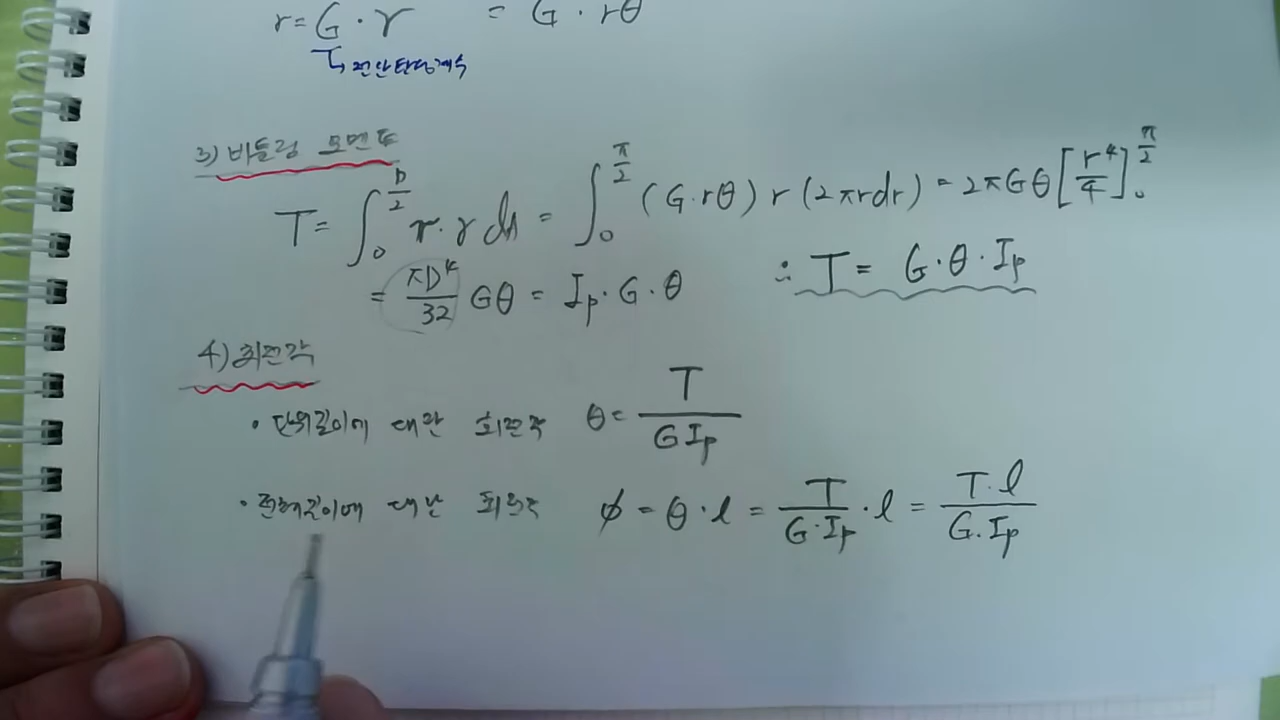 r = G · r = G · rθ
↳ 전단탄성계수
3) 비틀림 모멘트
T = ∫₀^(D/2) r · r dA = ∫₀^(π/2) (G · rθ) r (2πrdr) = 2πGθ [r⁴/4]₀^(π/2)
= πD⁴/32 Gθ = Ip · G · θ ∴ T = G · θ · Ip
4) 회전각
· 단위길이에 대한 회전각 θ = T/GIp
· 전체길이에 대한 회전각 φ = θ · l = T/G·Ip · l = T·l/G·Ip